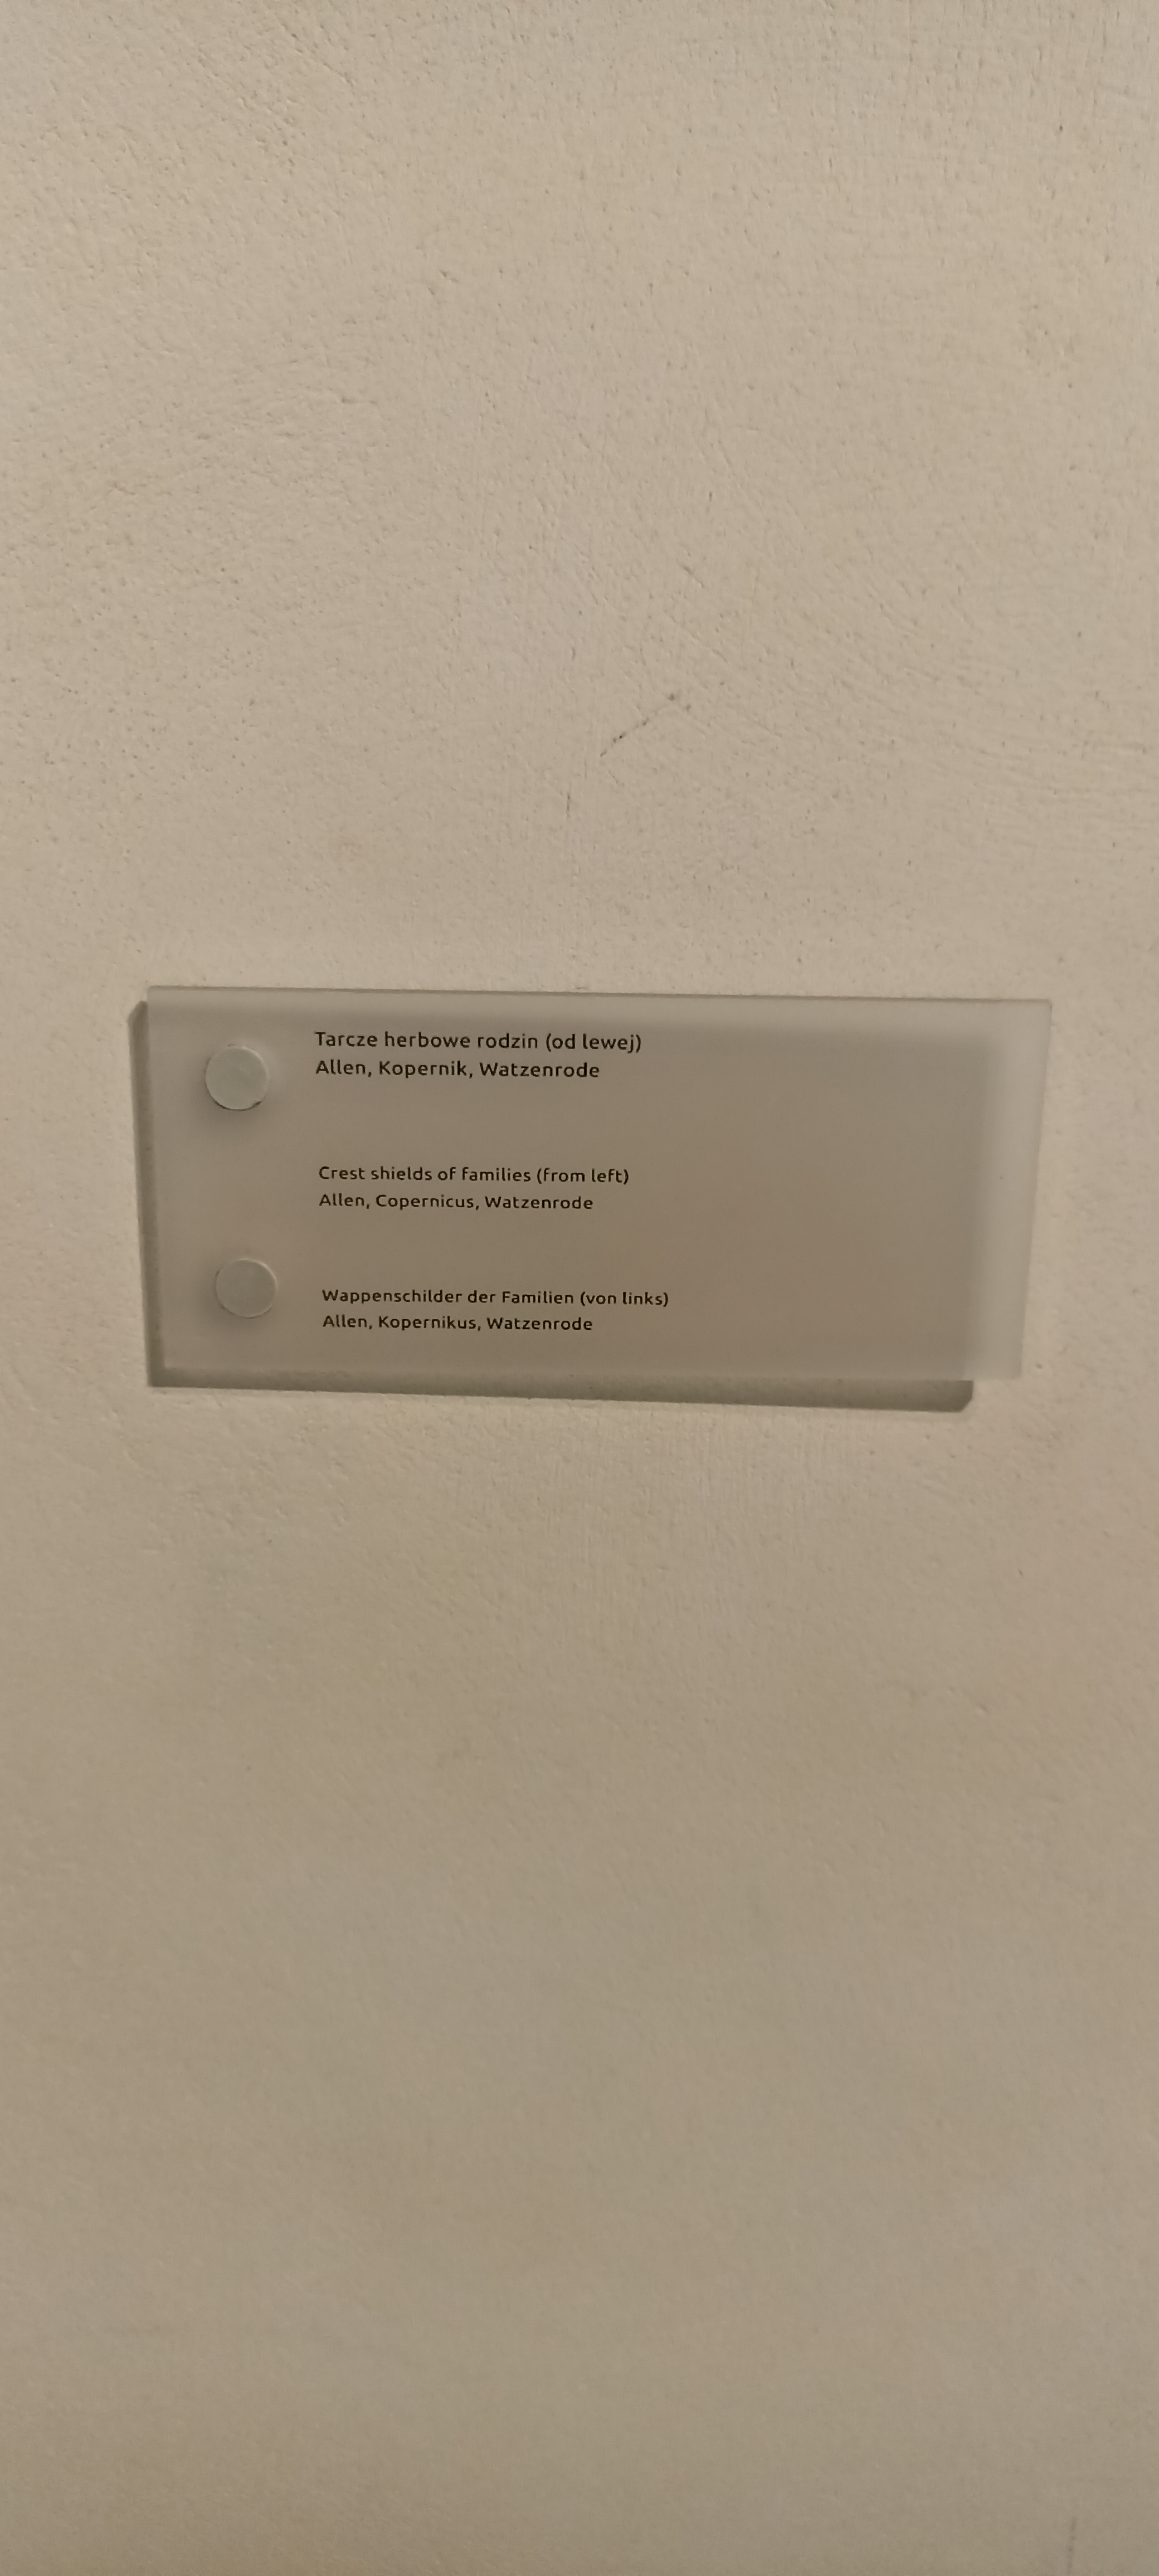 Tarcze herbowe rodzin (od lewej)
Allen, Kopernik, Watzenrode
Crest shields of families (from left)
Allen, Copernicus, Watzenrode
Wappenschilder der Familien (von links)
Allen, Kopernikus, Watzenrode